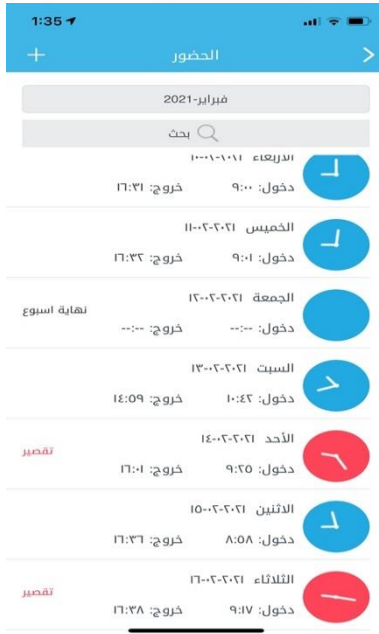 1:35
الحضور
فبراير-2021
بحث
الأربعاء ٢٠٢١-٠٢-١٠
دخول: ٩:٠٠ خروج: ١٦:٣١
الخميس ٢٠٢١-٠٢-١١
دخول: ٩:٠١ خروج: ١٦:٣٢
الجمعة ٢٠٢١-٠٢-١٢
نهاية اسبوع
دخول: --:-- خروج: --:--
السبت ٢٠٢١-٠٢-١٣
دخول: ١٠:٤٢ خروج: ١٤:٥٩
الأحد ٢٠٢١-٠٢-١٤
تقصير
دخول: ٩:٢٥ خروج: ١٦:٠١
الاثنين ٢٠٢١-٠٢-١٥
دخول: ٨:٥٨ خروج: ١٦:٣٦
الثلاثاء ٢٠٢١-٠٢-١٦
تقصير
دخول: ٩:١٧ خروج: ١٦:٣٨